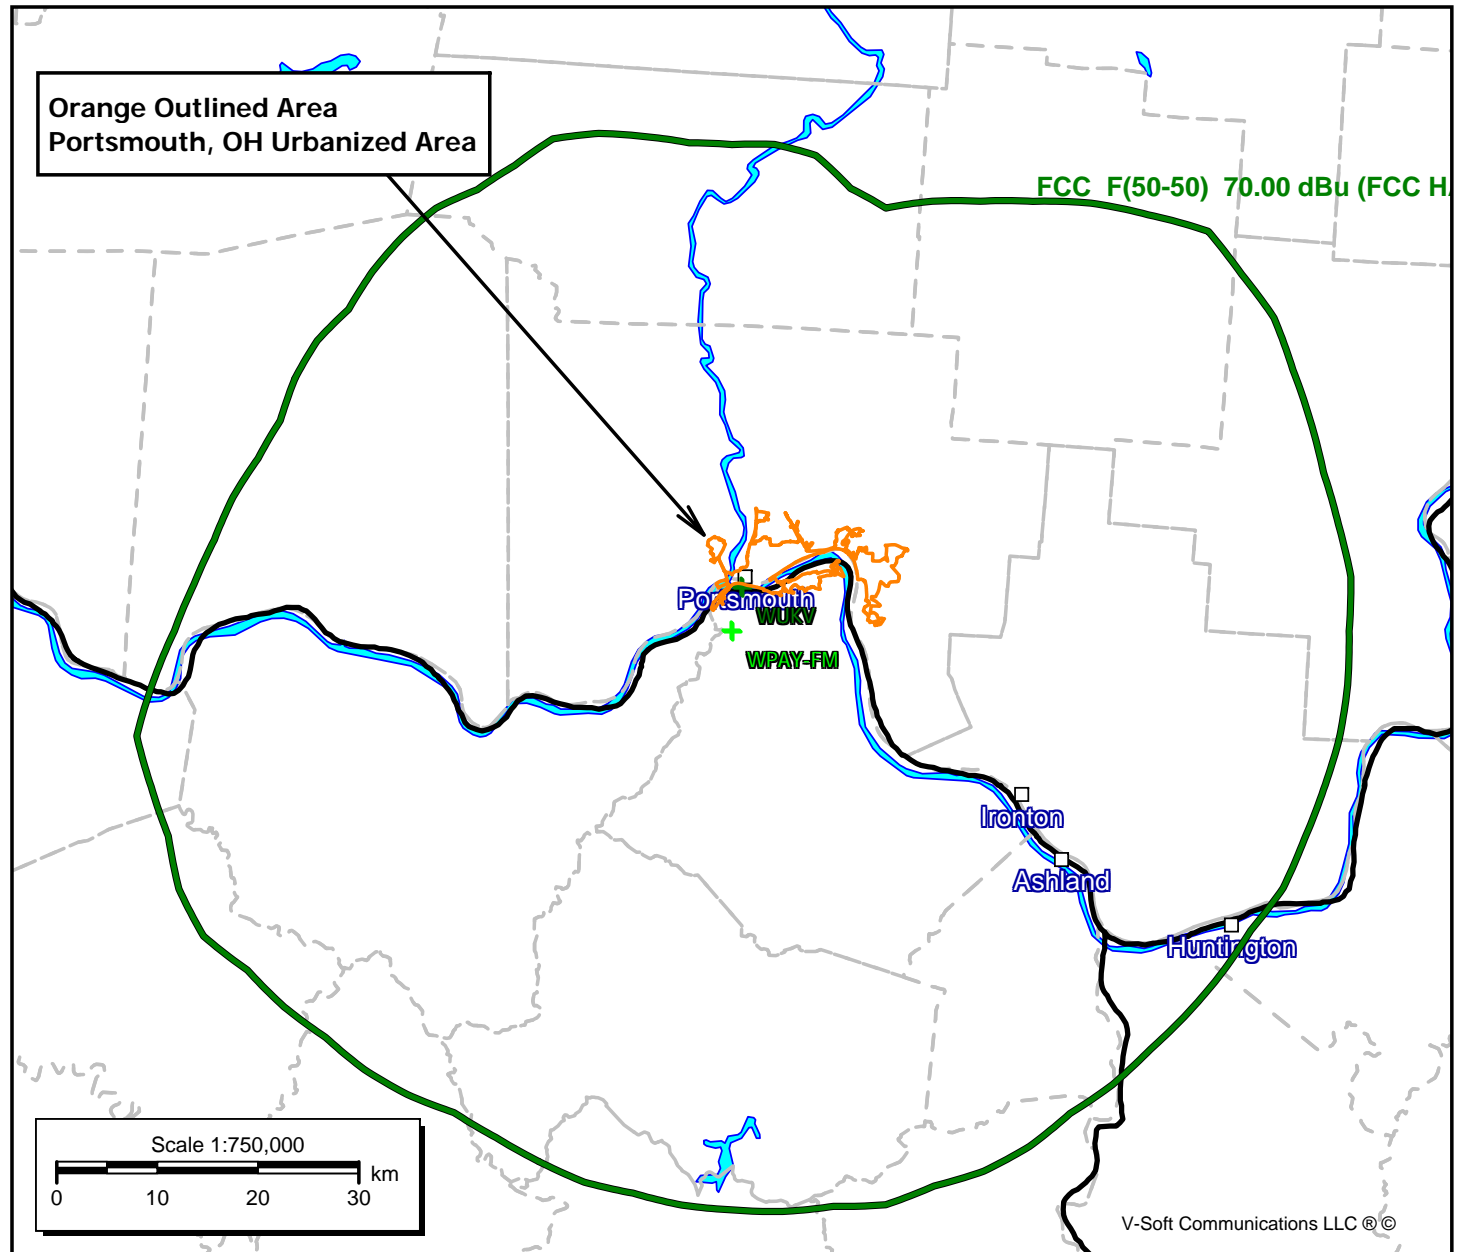 Orange Outlined Area
Portsmouth, OH Urbanized Area
FCC F(50-50) 70.00 dBu (FCC H
Portsmouth
WUKV
WPAY-FM
Ironton
Ashland
Huntington
Scale 1:750,000
km
0 10 20 30
V-Soft Communications LLC ® ©